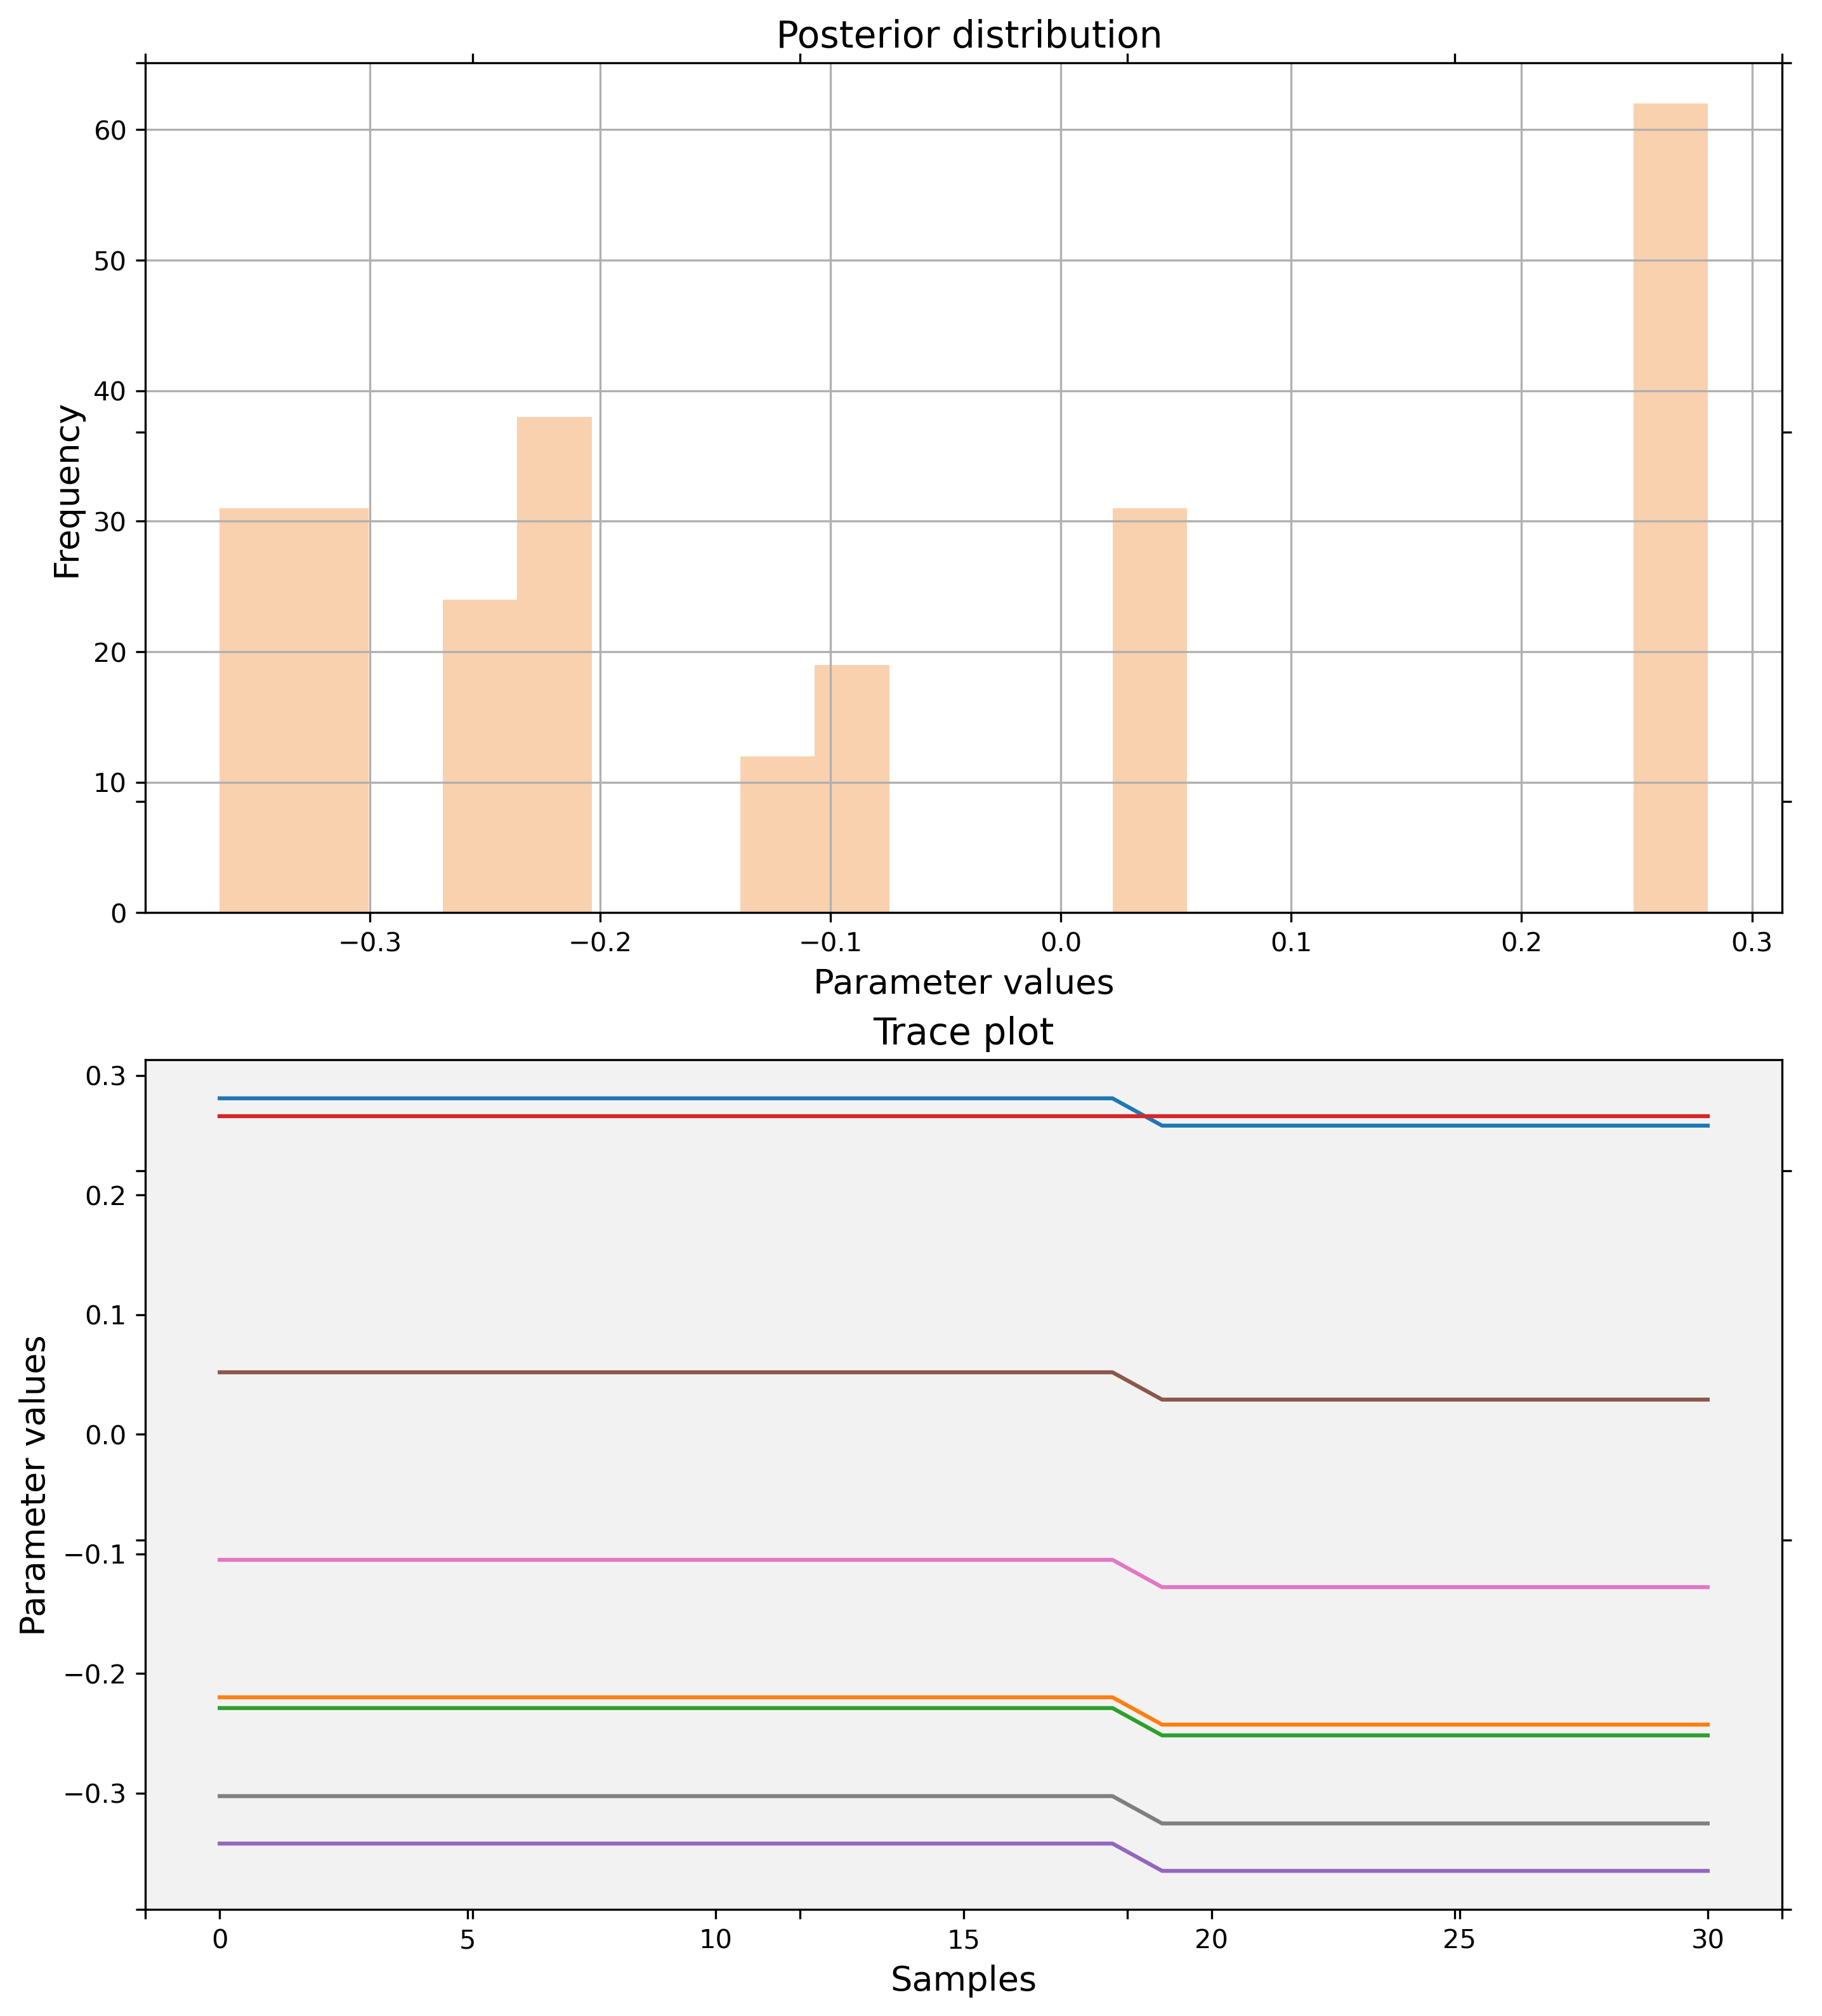 Posterior distribution
60
50
40
30
20
10
0
Frequency
−0.3 −0.2 −0.1 0.0 0.1 0.2 0.3
Parameter values
Trace plot
0.3
0.2
0.1
0.0
−0.1
−0.2
−0.3
Parameter values
0 5 10 15 20 25 30
Samples